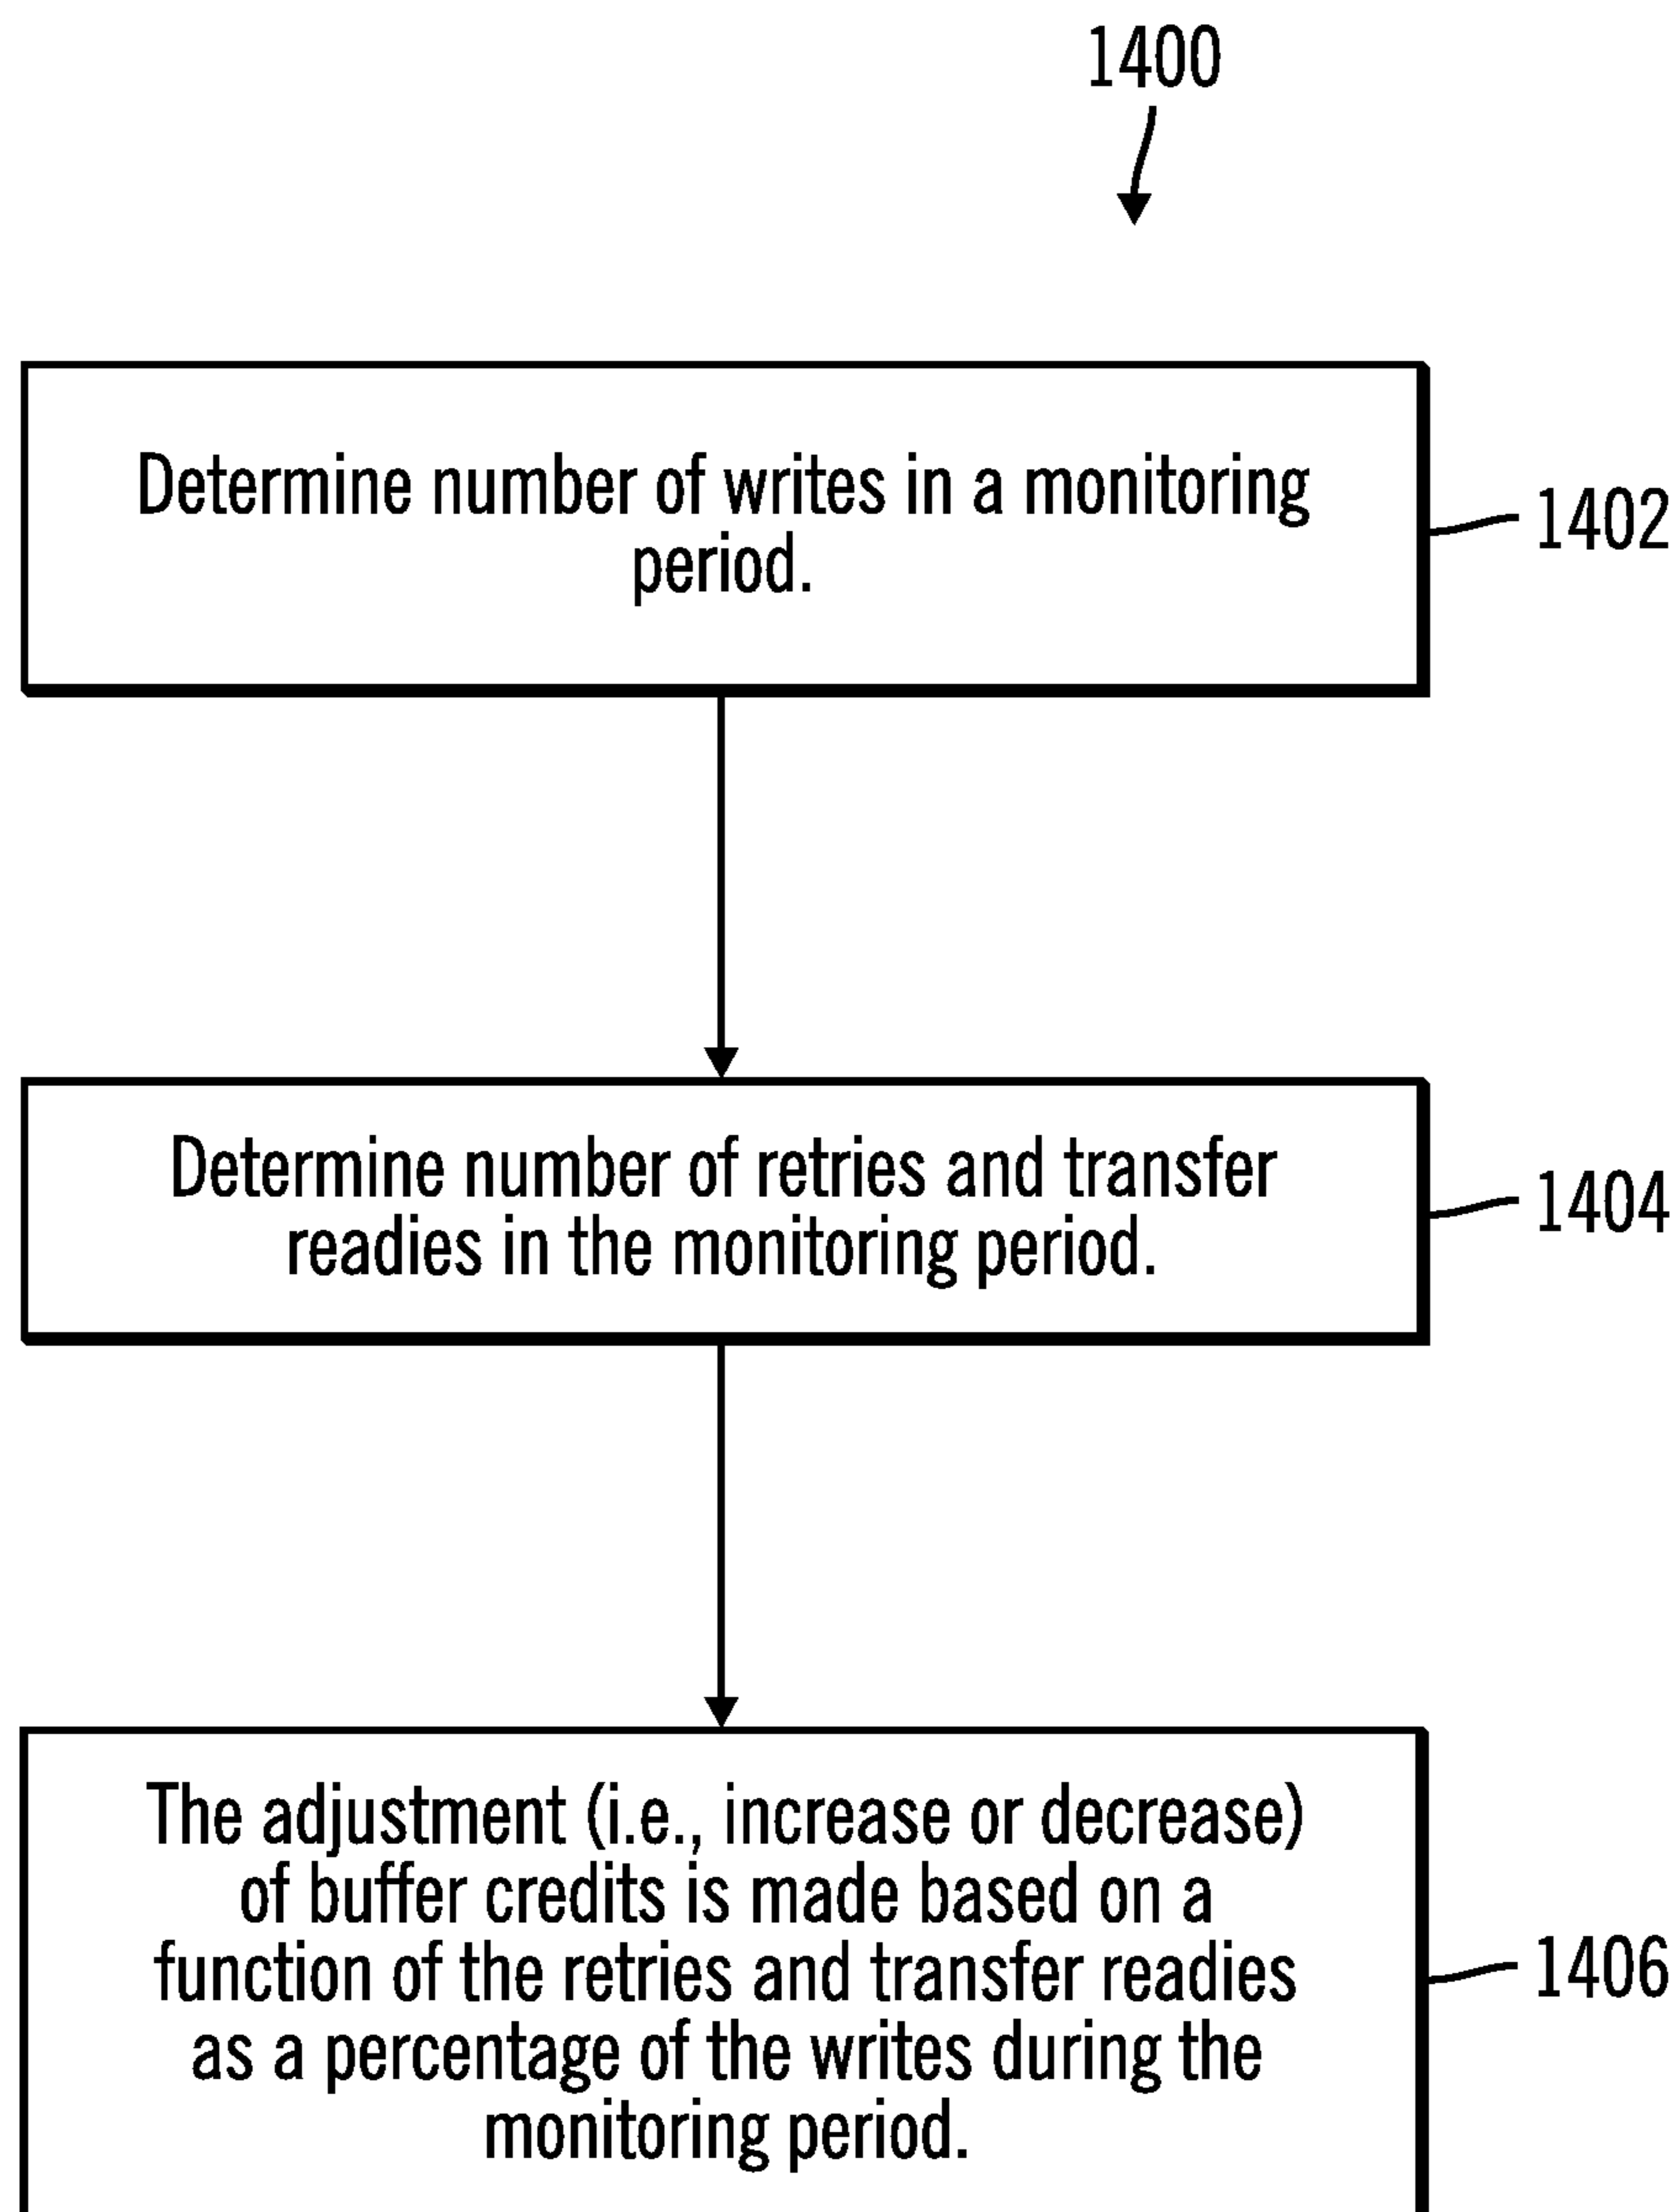 1400
Determine number of writes in a monitoring
period.
1402
Determine number of retries and transfer
readies in the monitoring period.
1404
The adjustment (i.e., increase or decrease)
of buffer credits is made based on a
function of the retries and transfer readies
as a percentage of the writes during the
monitoring period.
1406